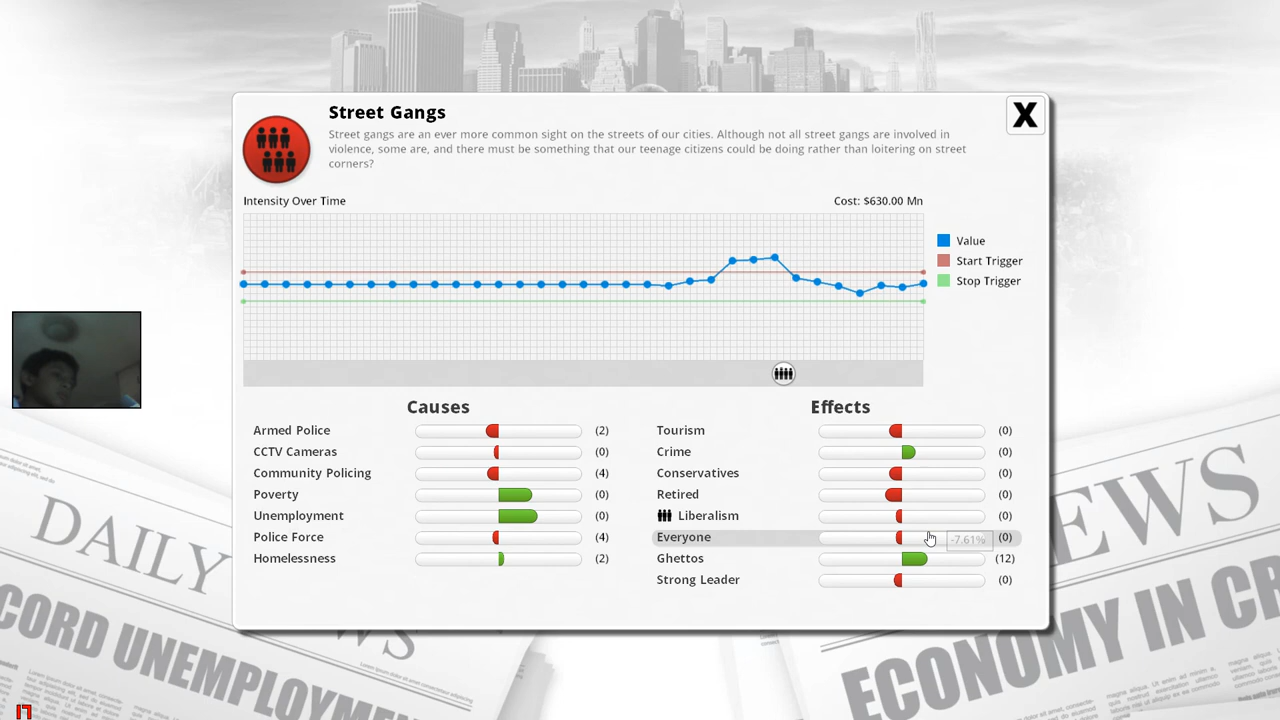 Street Gangs
X
Street gangs are an ever more common sight on the streets of our cities. Although not all street gangs are involved in
violence, some are, and there must be something that our teenage citizens could be doing rather than loitering on street
corners?
Intensity Over Time
Cost: $630.00 Mn
Value
Start Trigger
Stop Trigger
Causes
Armed Police (2)
CCTV Cameras (0)
Community Policing (4)
Poverty (0)
Unemployment (0)
Police Force (4)
Homelessness (2)
Effects
Tourism (0)
Crime (0)
Conservatives (0)
Retired (0)
Liberalism (0)
Everyone -7.61% (0)
Ghettos (12)
Strong Leader (0)
DAILY
WS
CORD UNEMPLOYM
EWS
ECONOMY IN CR